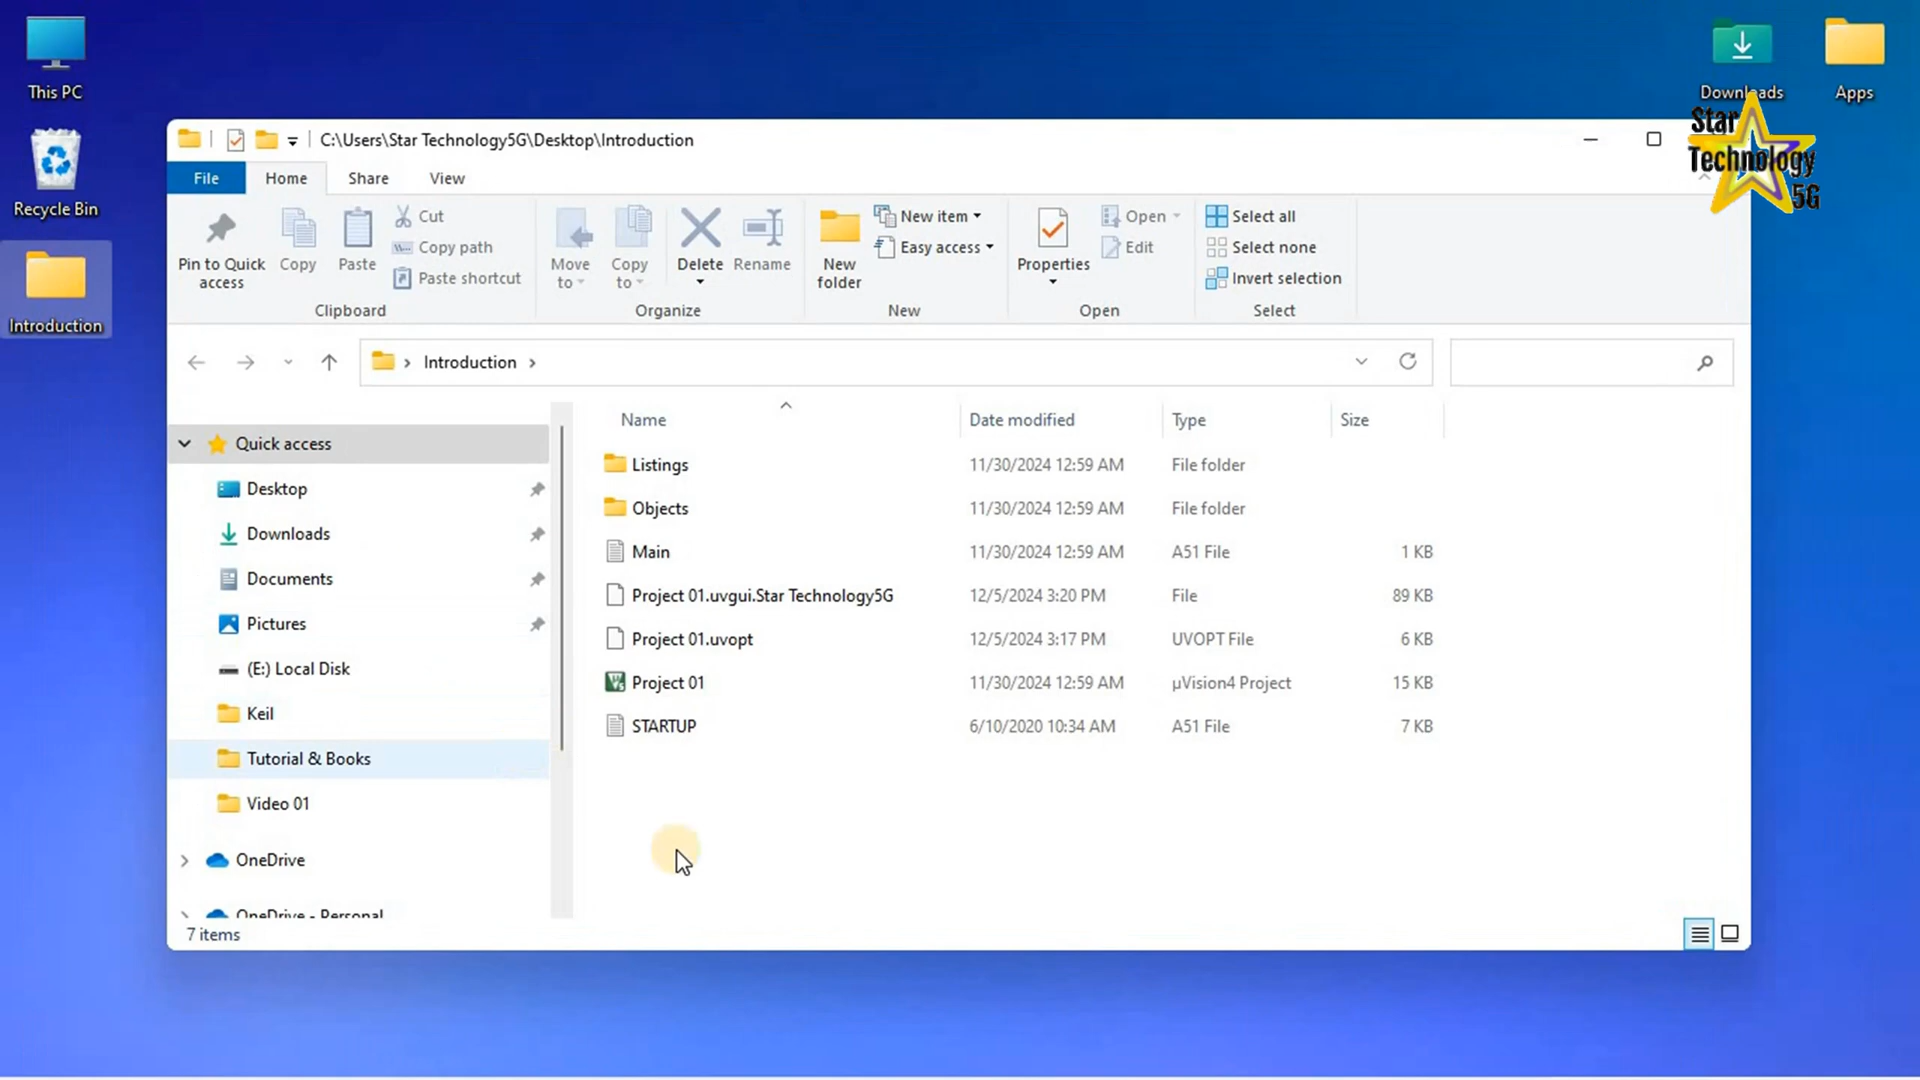 This PC
Recycle Bin
Introduction
Downloads
Apps
Star
Technology
5G
C:\Users\Star Technology5G\Desktop\Introduction
File
Home
Share
View
Pin to Quick
access
Copy
Paste
Cut
Copy path
Paste shortcut
Clipboard
Move
to
Copy
to
Delete
Rename
Organize
New
folder
New item
Easy access
New
Properties
Open
Edit
Open
Select all
Select none
Invert selection
Select
Introduction
Quick access
Desktop
Downloads
Documents
Pictures
(E:) Local Disk
Keil
Tutorial & Books
Video 01
OneDrive
OneDrive - Personal
Name Date modified Type Size
Listings 11/30/2024 12:59 AM File folder
Objects 11/30/2024 12:59 AM File folder
Main 11/30/2024 12:59 AM A51 File 1 KB
Project 01.uvgui.Star Technology5G 12/5/2024 3:20 PM File 89 KB
Project 01.uvopt 12/5/2024 3:17 PM UVOPT File 6 KB
Project 01 11/30/2024 12:59 AM µVision4 Project 15 KB
STARTUP 6/10/2020 10:34 AM A51 File 7 KB
7 items